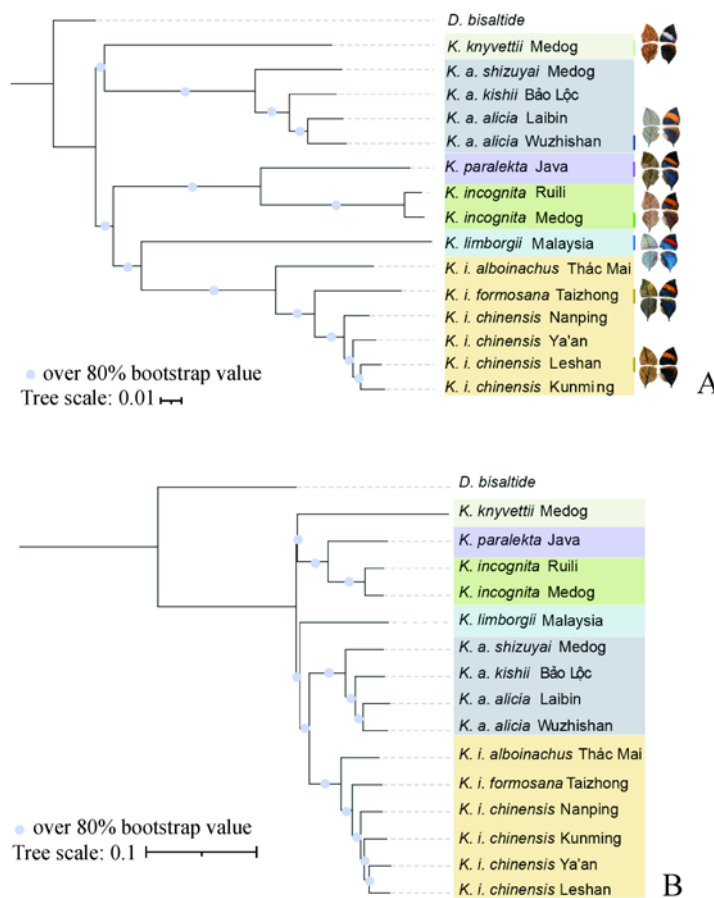 D. bisaltide
K. knyvettii Medog
K. a. shizuyai Medog
K. a. kishii Bảo Lộc
K. a. alicia Laibin
K. a. alicia Wuzhishan
K. paralekta Java
K. incognita Ruili
K. incognita Medog
K. limborgii Malaysia
K. i. alboinachus Thác Mai
K. i. formosana Taizhong
K. i. chinensis Nanping
K. i. chinensis Ya'an
K. i. chinensis Leshan
K. i. chinensis Kunming
over 80% bootstrap value
Tree scale: 0.01
A
D. bisaltide
K. knyvettii Medog
K. paralekta Java
K. incognita Ruili
K. incognita Medog
K. limborgii Malaysia
K. a. shizuyai Medog
K. a. kishii Bảo Lộc
K. a. alicia Laibin
K. a. alicia Wuzhishan
K. i. alboinachus Thác Mai
K. i. formosana Taizhong
K. i. chinensis Nanping
K. i. chinensis Kunming
K. i. chinensis Ya'an
K. i. chinensis Leshan
over 80% bootstrap value
Tree scale: 0.1
B